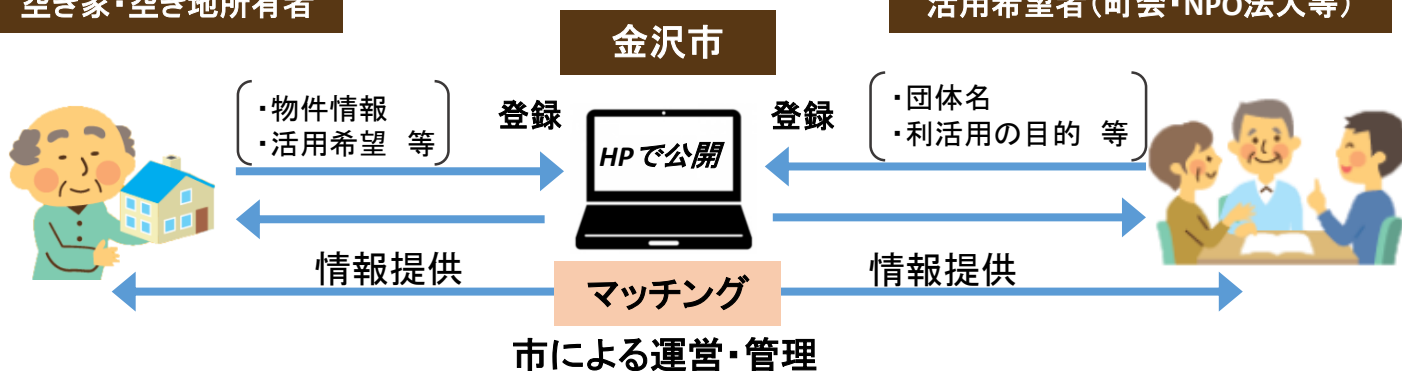 空き家・空き地所有者
活用希望者(町会・NPO法人等)
金沢市
・物件情報
・活用希望 等
登録
登録
・団体名
・利活用の目的 等
HPで公開
情報提供
情報提供
マッチング
市による運営・管理